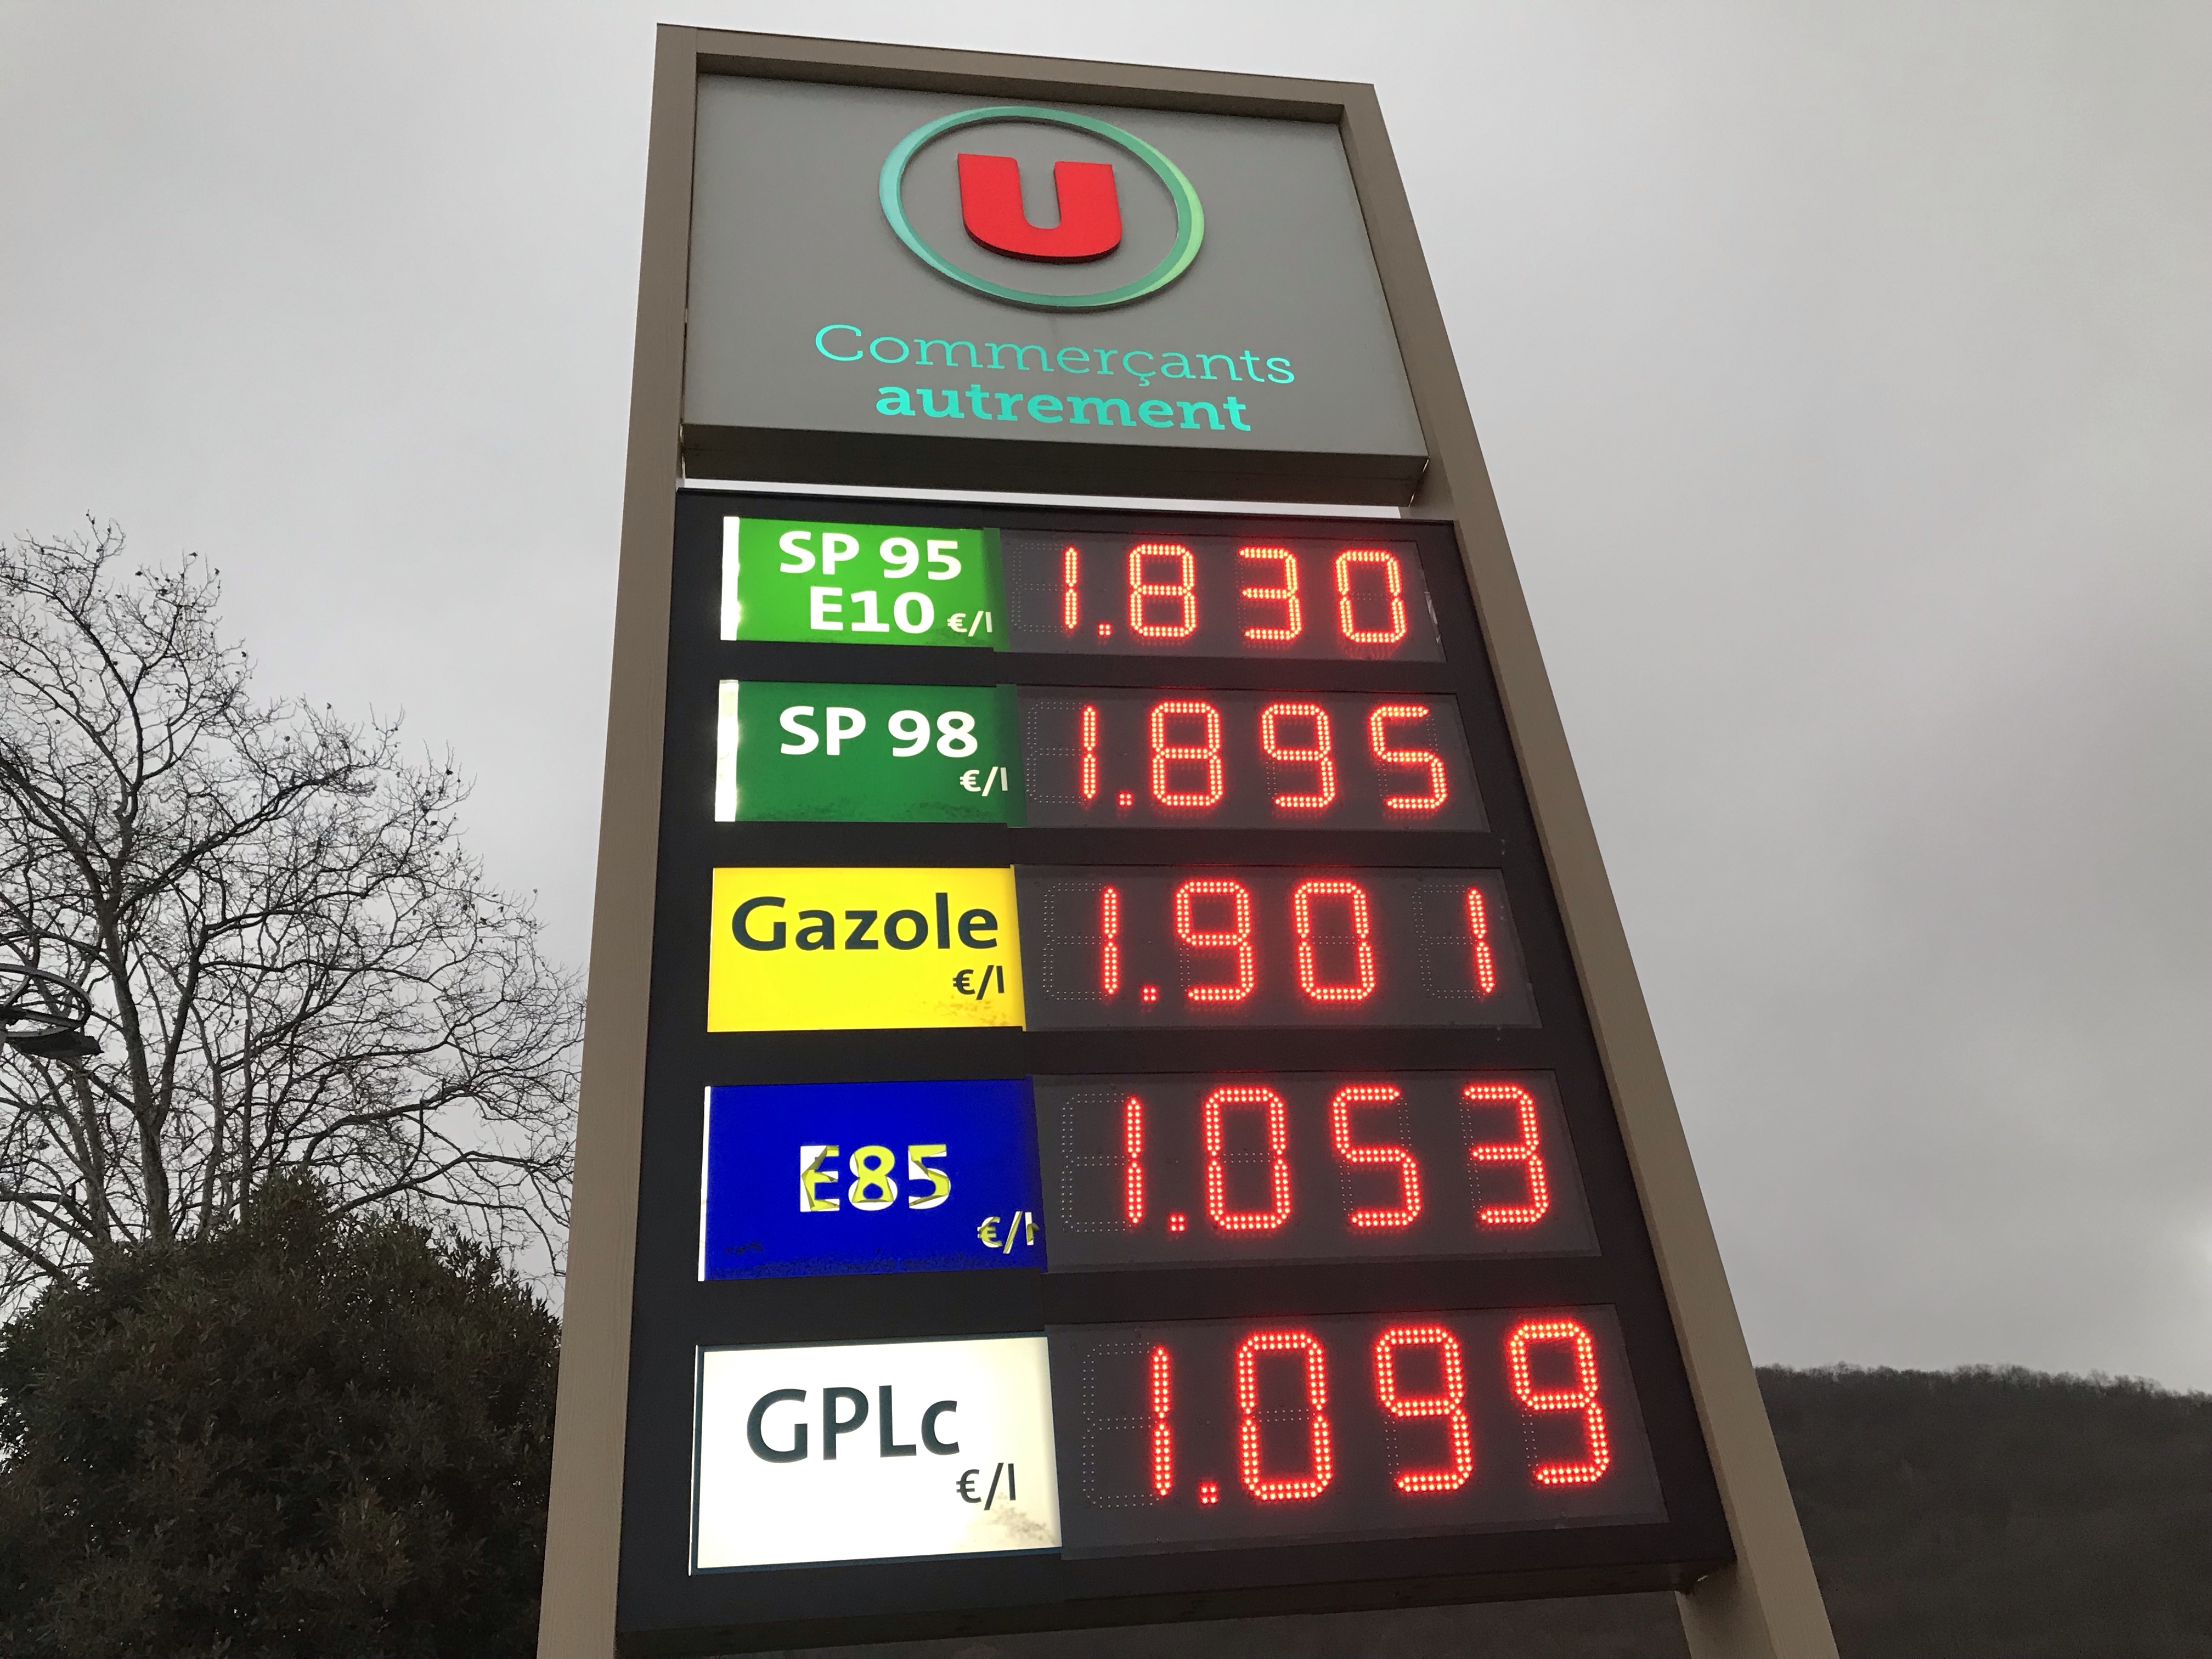 U
Commerçants
autrement
SP 95
E10 €/l
1.830
SP 98
€/l
1.895
Gazole
€/l
1.901
E85
€/l
1.053
GPLc
€/l
1.099